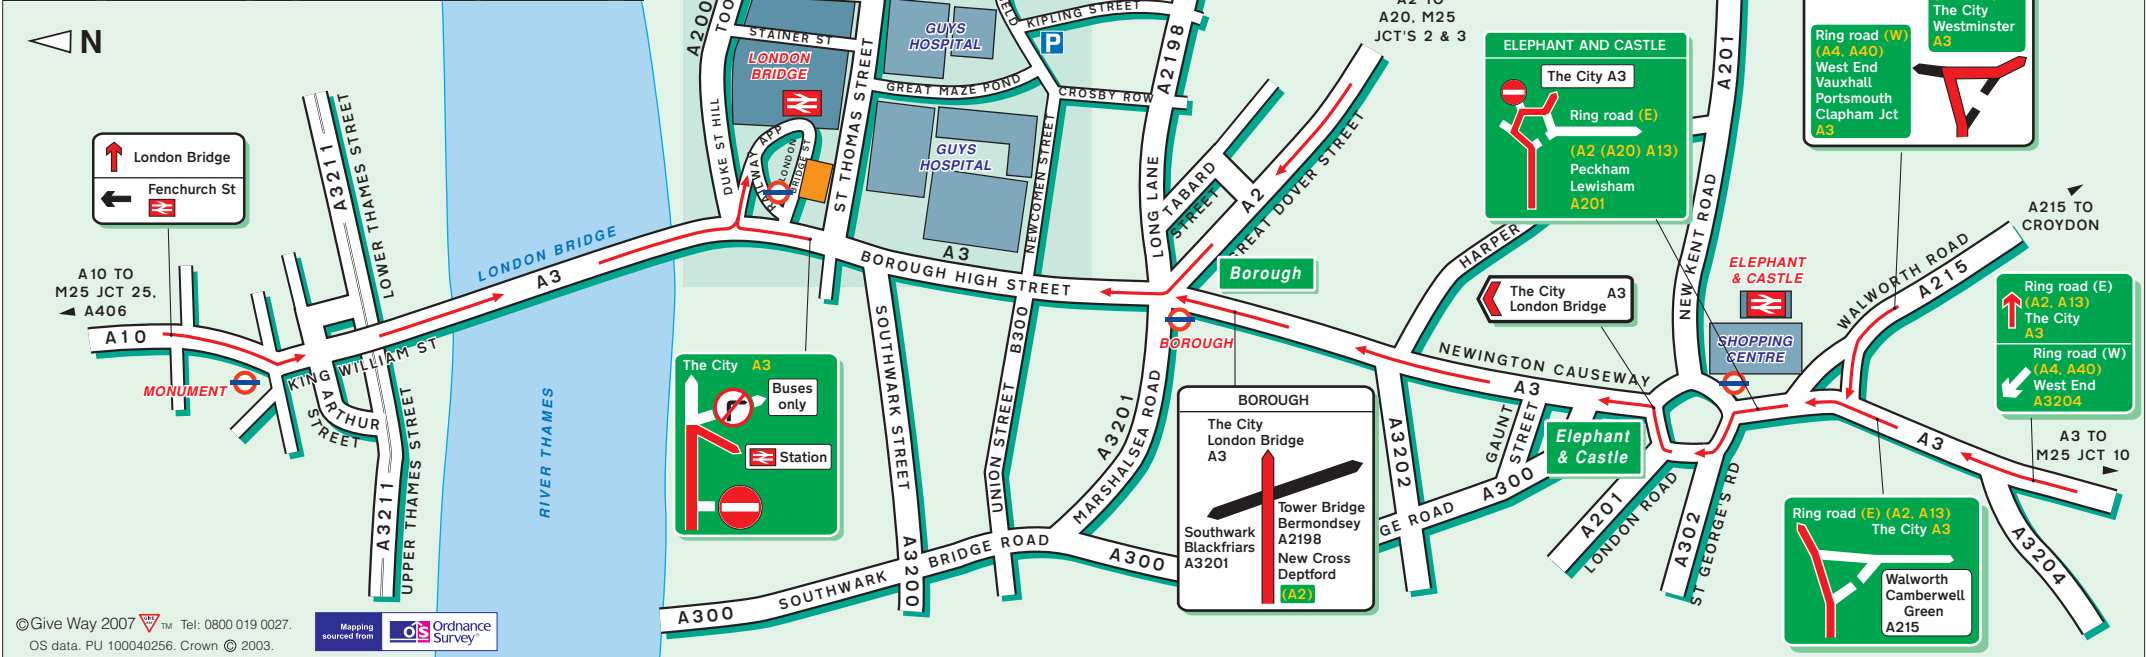 N
London Bridge
Fenchurch St
A10 TO
M25 JCT 25,
A406
A10
MONUMENT
KING WILLIAM ST
ARTHUR
STREET
A3211
LOWER THAMES STREET
A3211
UPPER THAMES STREET
LONDON BRIDGE
A3
RIVER THAMES
©Give Way 2007 GIVE WAY TM Tel: 0800 019 0027.
OS data. PU 100040256. Crown © 2003.
Mapping
sourced from
OS Ordnance
Survey®
A200
TOO
DUKE ST HILL
STAINER ST
LONDON
BRIDGE
RAILWAY APP
LONDON
BRIDGE ST
ST THOMAS STREET
GUYS
HOSPITAL
GREAT MAZE POND
GUYS
HOSPITAL
NEWCOMEN STREET
ELD
KIPLING STREET
P
CROSBY ROW
A2198
LONG LANE
TABARD
STREET
A2
GREAT DOVER STREET
A2 TO
A20, M25
JCT'S 2 & 3
A3
BOROUGH HIGH STREET
Borough
BOROUGH
The City A3
Buses
only
Station
SOUTHWARK STREET
A3200
B300
UNION STREET
A3201
MARSHALSEA ROAD
A300
SOUTHWARK
BRIDGE ROAD
A300
GE ROAD
A300
BOROUGH
The City
London Bridge
A3
Tower Bridge
Bermondsey
A2198
New Cross
Deptford
(A2)
Southwark
Blackfriars
A3201
HARPER
NEWINGTON CAUSEWAY
A3
A3202
GAUNT
STREET
Elephant
& Castle
The City A3
London Bridge
ELEPHANT AND CASTLE
The City A3
Ring road (E)
(A2 (A20) A13)
Peckham
Lewisham
A201
A201
NEW KENT ROAD
ELEPHANT
& CASTLE
SHOPPING
CENTRE
A201
LONDON ROAD
A302
ST GEORGES RD
WALWORTH ROAD
A215
A215 TO
CROYDON
Ring road (W)
(A4, A40)
West End
Vauxhall
Portsmouth
Clapham Jct
A3
The City
Westminster
A3
Ring road (E)
(A2, A13)
The City
A3
Ring road (W)
(A4, A40)
West End
A3204
A3
A3 TO
M25 JCT 10
A3204
Ring road (E) (A2, A13)
The City A3
Walworth
Camberwell
Green
A215